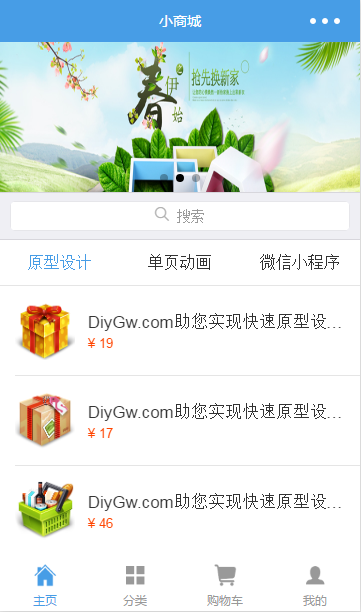 小商城
春
伊
始
抢先换新家
搜索
原型设计
单页动画
微信小程序
DiyGw.com助您实现快速原型设...
¥ 19
DiyGw.com助您实现快速原型设...
¥ 17
DiyGw.com助您实现快速原型设...
¥ 46
主页
分类
购物车
我的